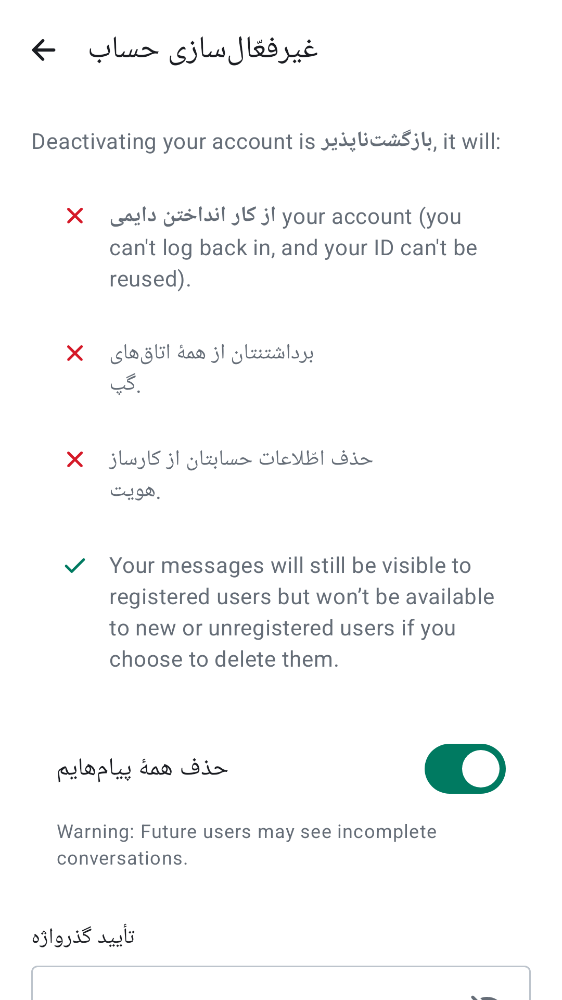 غیرفعّال‌سازی حساب
Deactivating your account is بازگشت‌ناپذیر, it will:
از کار انداختن دایمی your account (you
can't log back in, and your ID can't be
reused).
برداشتنتان از همهٔ اتاق‌های
گپ.
حذف اطّلاعات حسابتان از کارساز
هویت.
Your messages will still be visible to
registered users but won’t be available
to new or unregistered users if you
choose to delete them.
حذف همهٔ پیام‌هایم
Warning: Future users may see incomplete
conversations.
تأیید گذرواژه